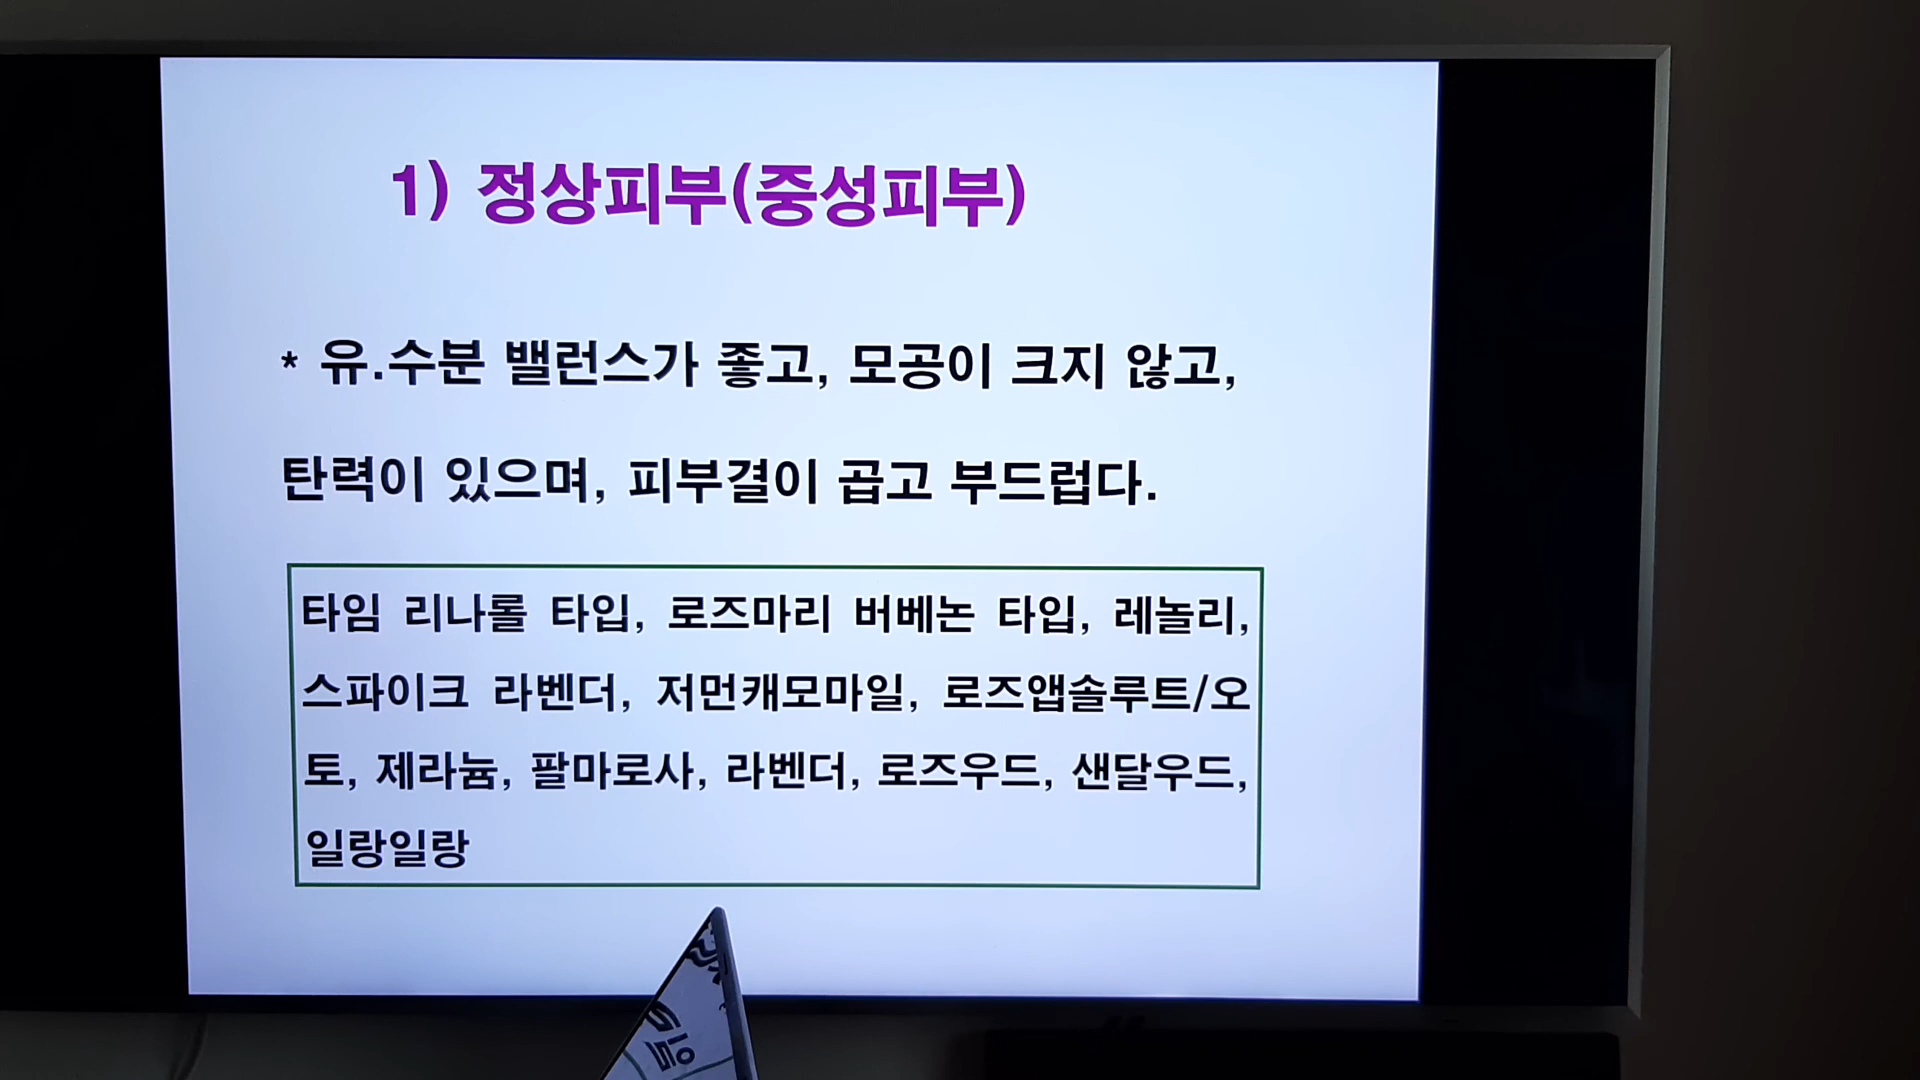 1) 정상피부(중성피부)
* 유.수분 밸런스가 좋고, 모공이 크지 않고,
탄력이 있으며, 피부결이 곱고 부드럽다.
타임 리나롤 타입, 로즈마리 버베논 타입, 레놀리,
스파이크 라벤더, 저먼캐모마일, 로즈앱솔루트/오
토, 제라늄, 팔마로사, 라벤더, 로즈우드, 샌달우드,
일랑일랑